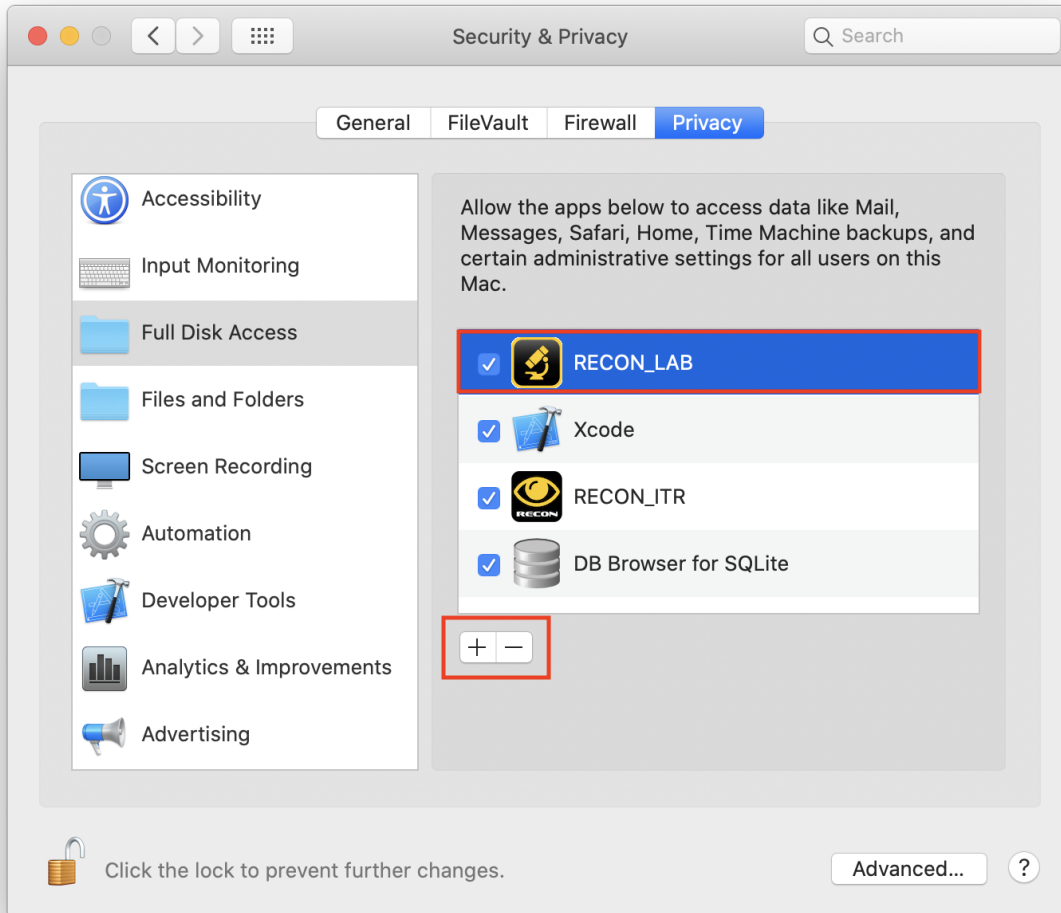 Security & Privacy
Search
General
FileVault
Firewall
Privacy
Accessibility
Input Monitoring
Full Disk Access
Files and Folders
Screen Recording
Automation
Developer Tools
Analytics & Improvements
Advertising
Allow the apps below to access data like Mail,
Messages, Safari, Home, Time Machine backups, and
certain administrative settings for all users on this
Mac.
RECON_LAB
Xcode
RECON
RECON_ITR
DB Browser for SQLite
+ −
Click the lock to prevent further changes.
Advanced...
?